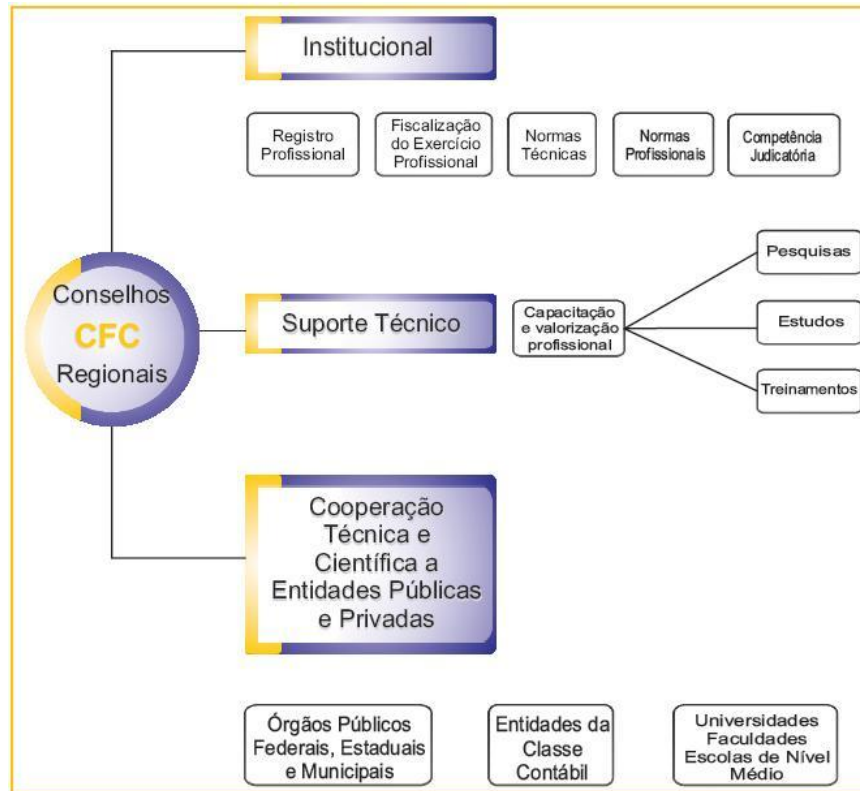 Institucional
Registro
Profissional
Fiscalização
do Exercício
Profissional
Normas
Técnicas
Normas
Profissionais
Competência
Judicatória
Conselhos
CFC
Regionais
Suporte Técnico
Capacitação
e valorização
profissional
Pesquisas
Estudos
Treinamentos
Cooperação
Técnica e
Científica a
Entidades Públicas
e Privadas
Órgãos Públicos
Federais, Estaduais
e Municipais
Entidades da
Classe
Contábil
Universidades
Faculdades
Escolas de Nível
Médio